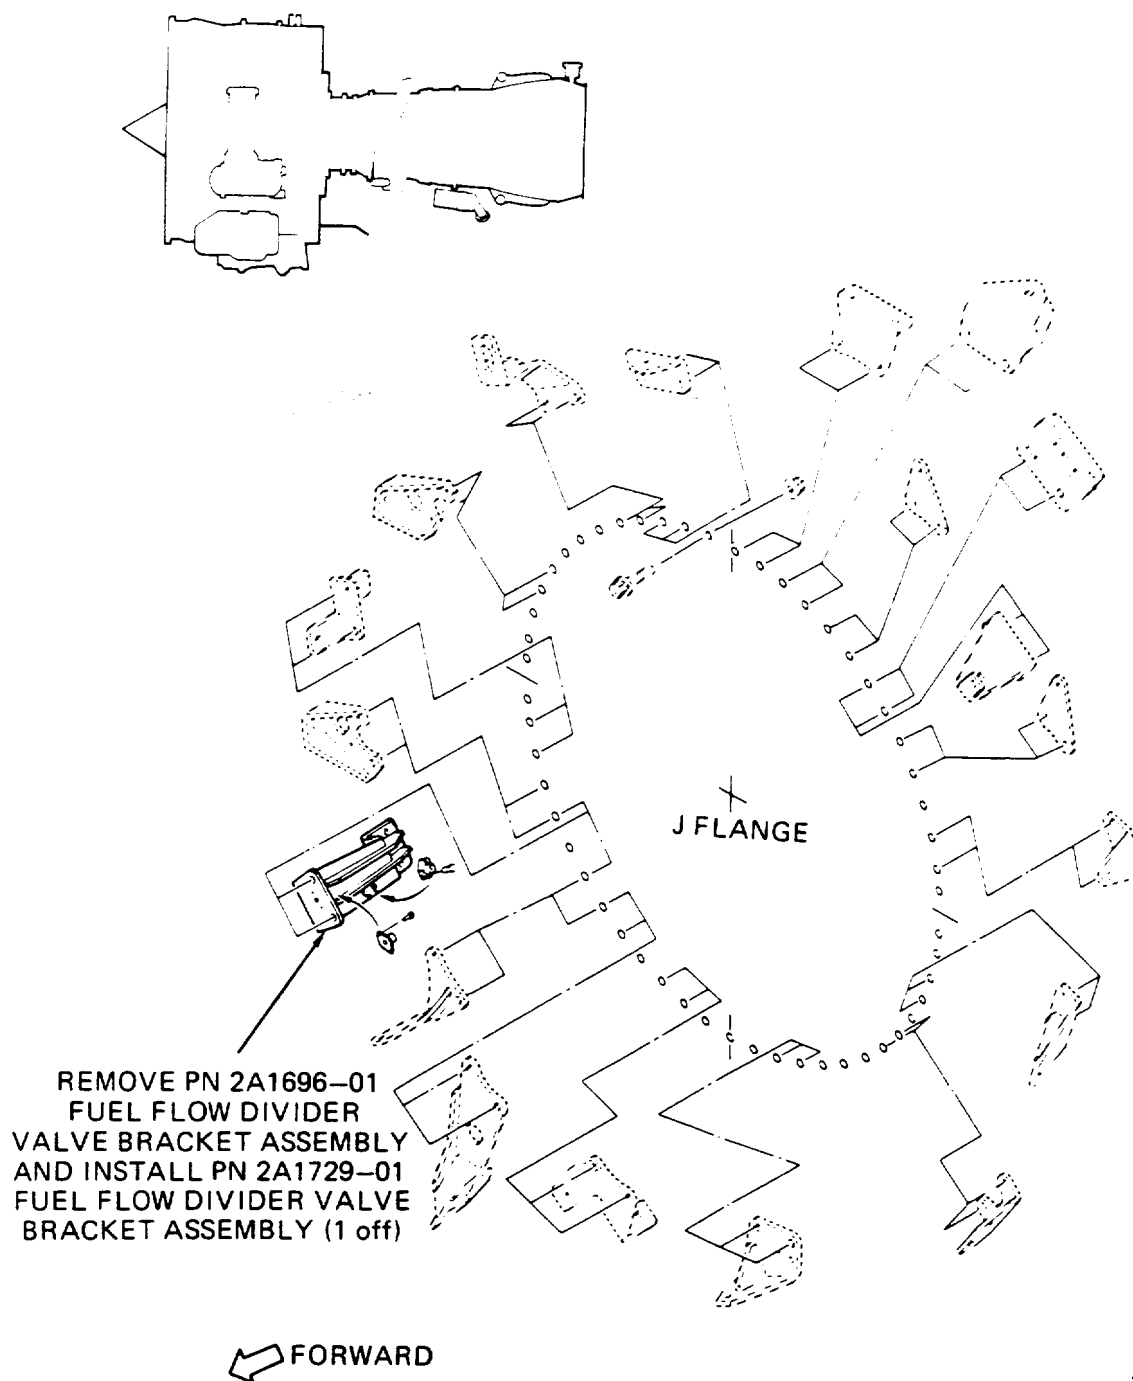 J FLANGE
REMOVE PN 2A1696-01
FUEL FLOW DIVIDER
VALVE BRACKET ASSEMBLY
AND INSTALL PN 2A1729-01
FUEL FLOW DIVIDER VALVE
BRACKET ASSEMBLY (1 off)
FORWARD